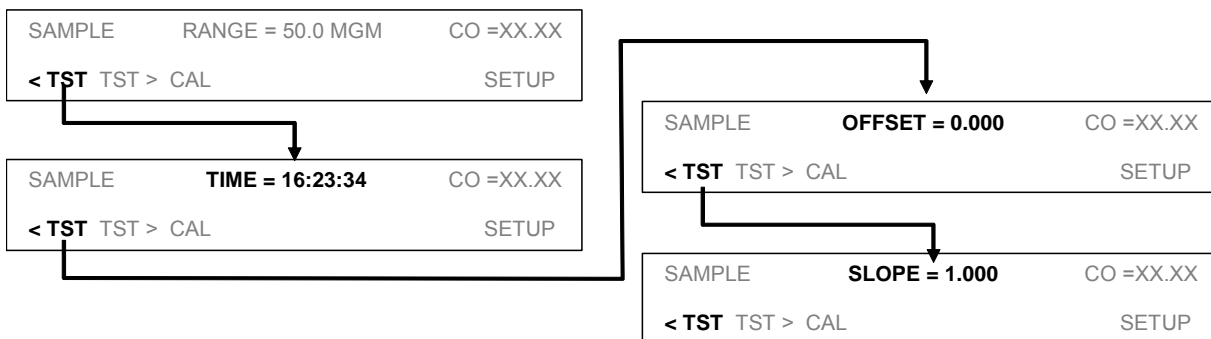 SAMPLE RANGE = 50.0 MGM CO =XX.XX
< TST TST > CAL SETUP
SAMPLE TIME = 16:23:34 CO =XX.XX
< TST TST > CAL SETUP
SAMPLE OFFSET = 0.000 CO =XX.XX
< TST TST > CAL SETUP
SAMPLE SLOPE = 1.000 CO =XX.XX
< TST TST > CAL SETUP